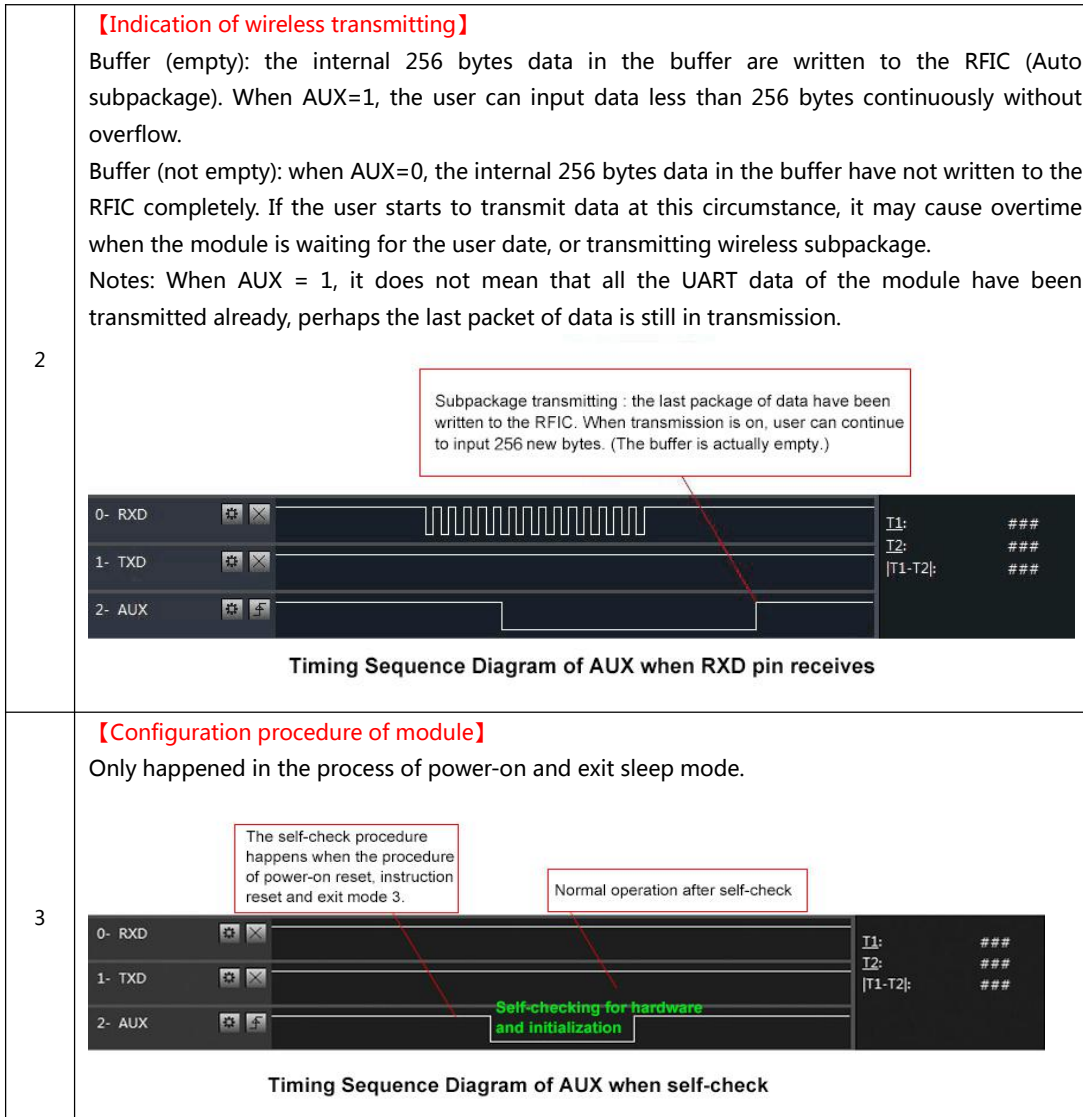 【Indication of wireless transmitting】
Buffer (empty): the internal 256 bytes data in the buffer are written to the RFIC (Auto
subpackage). When AUX=1, the user can input data less than 256 bytes continuously without
overflow.
Buffer (not empty): when AUX=0, the internal 256 bytes data in the buffer have not written to the
RFIC completely. If the user starts to transmit data at this circumstance, it may cause overtime
when the module is waiting for the user date, or transmitting wireless subpackage.
Notes: When AUX = 1, it does not mean that all the UART data of the module have been
transmitted already, perhaps the last packet of data is still in transmission.
2
Subpackage transmitting : the last package of data have been
written to the RFIC. When transmission is on, user can continue
to input 256 new bytes. (The buffer is actually empty.)
0- RXD
1- TXD
2- AUX
T1: ###
T2: ###
|T1-T2|: ###
Timing Sequence Diagram of AUX when RXD pin receives
【Configuration procedure of module】
Only happened in the process of power-on and exit sleep mode.
3
The self-check procedure
happens when the procedure
of power-on reset, instruction
reset and exit mode 3.
Normal operation after self-check
0- RXD
1- TXD
2- AUX
Self-checking for hardware
and initialization
T1: ###
T2: ###
|T1-T2|: ###
Timing Sequence Diagram of AUX when self-check